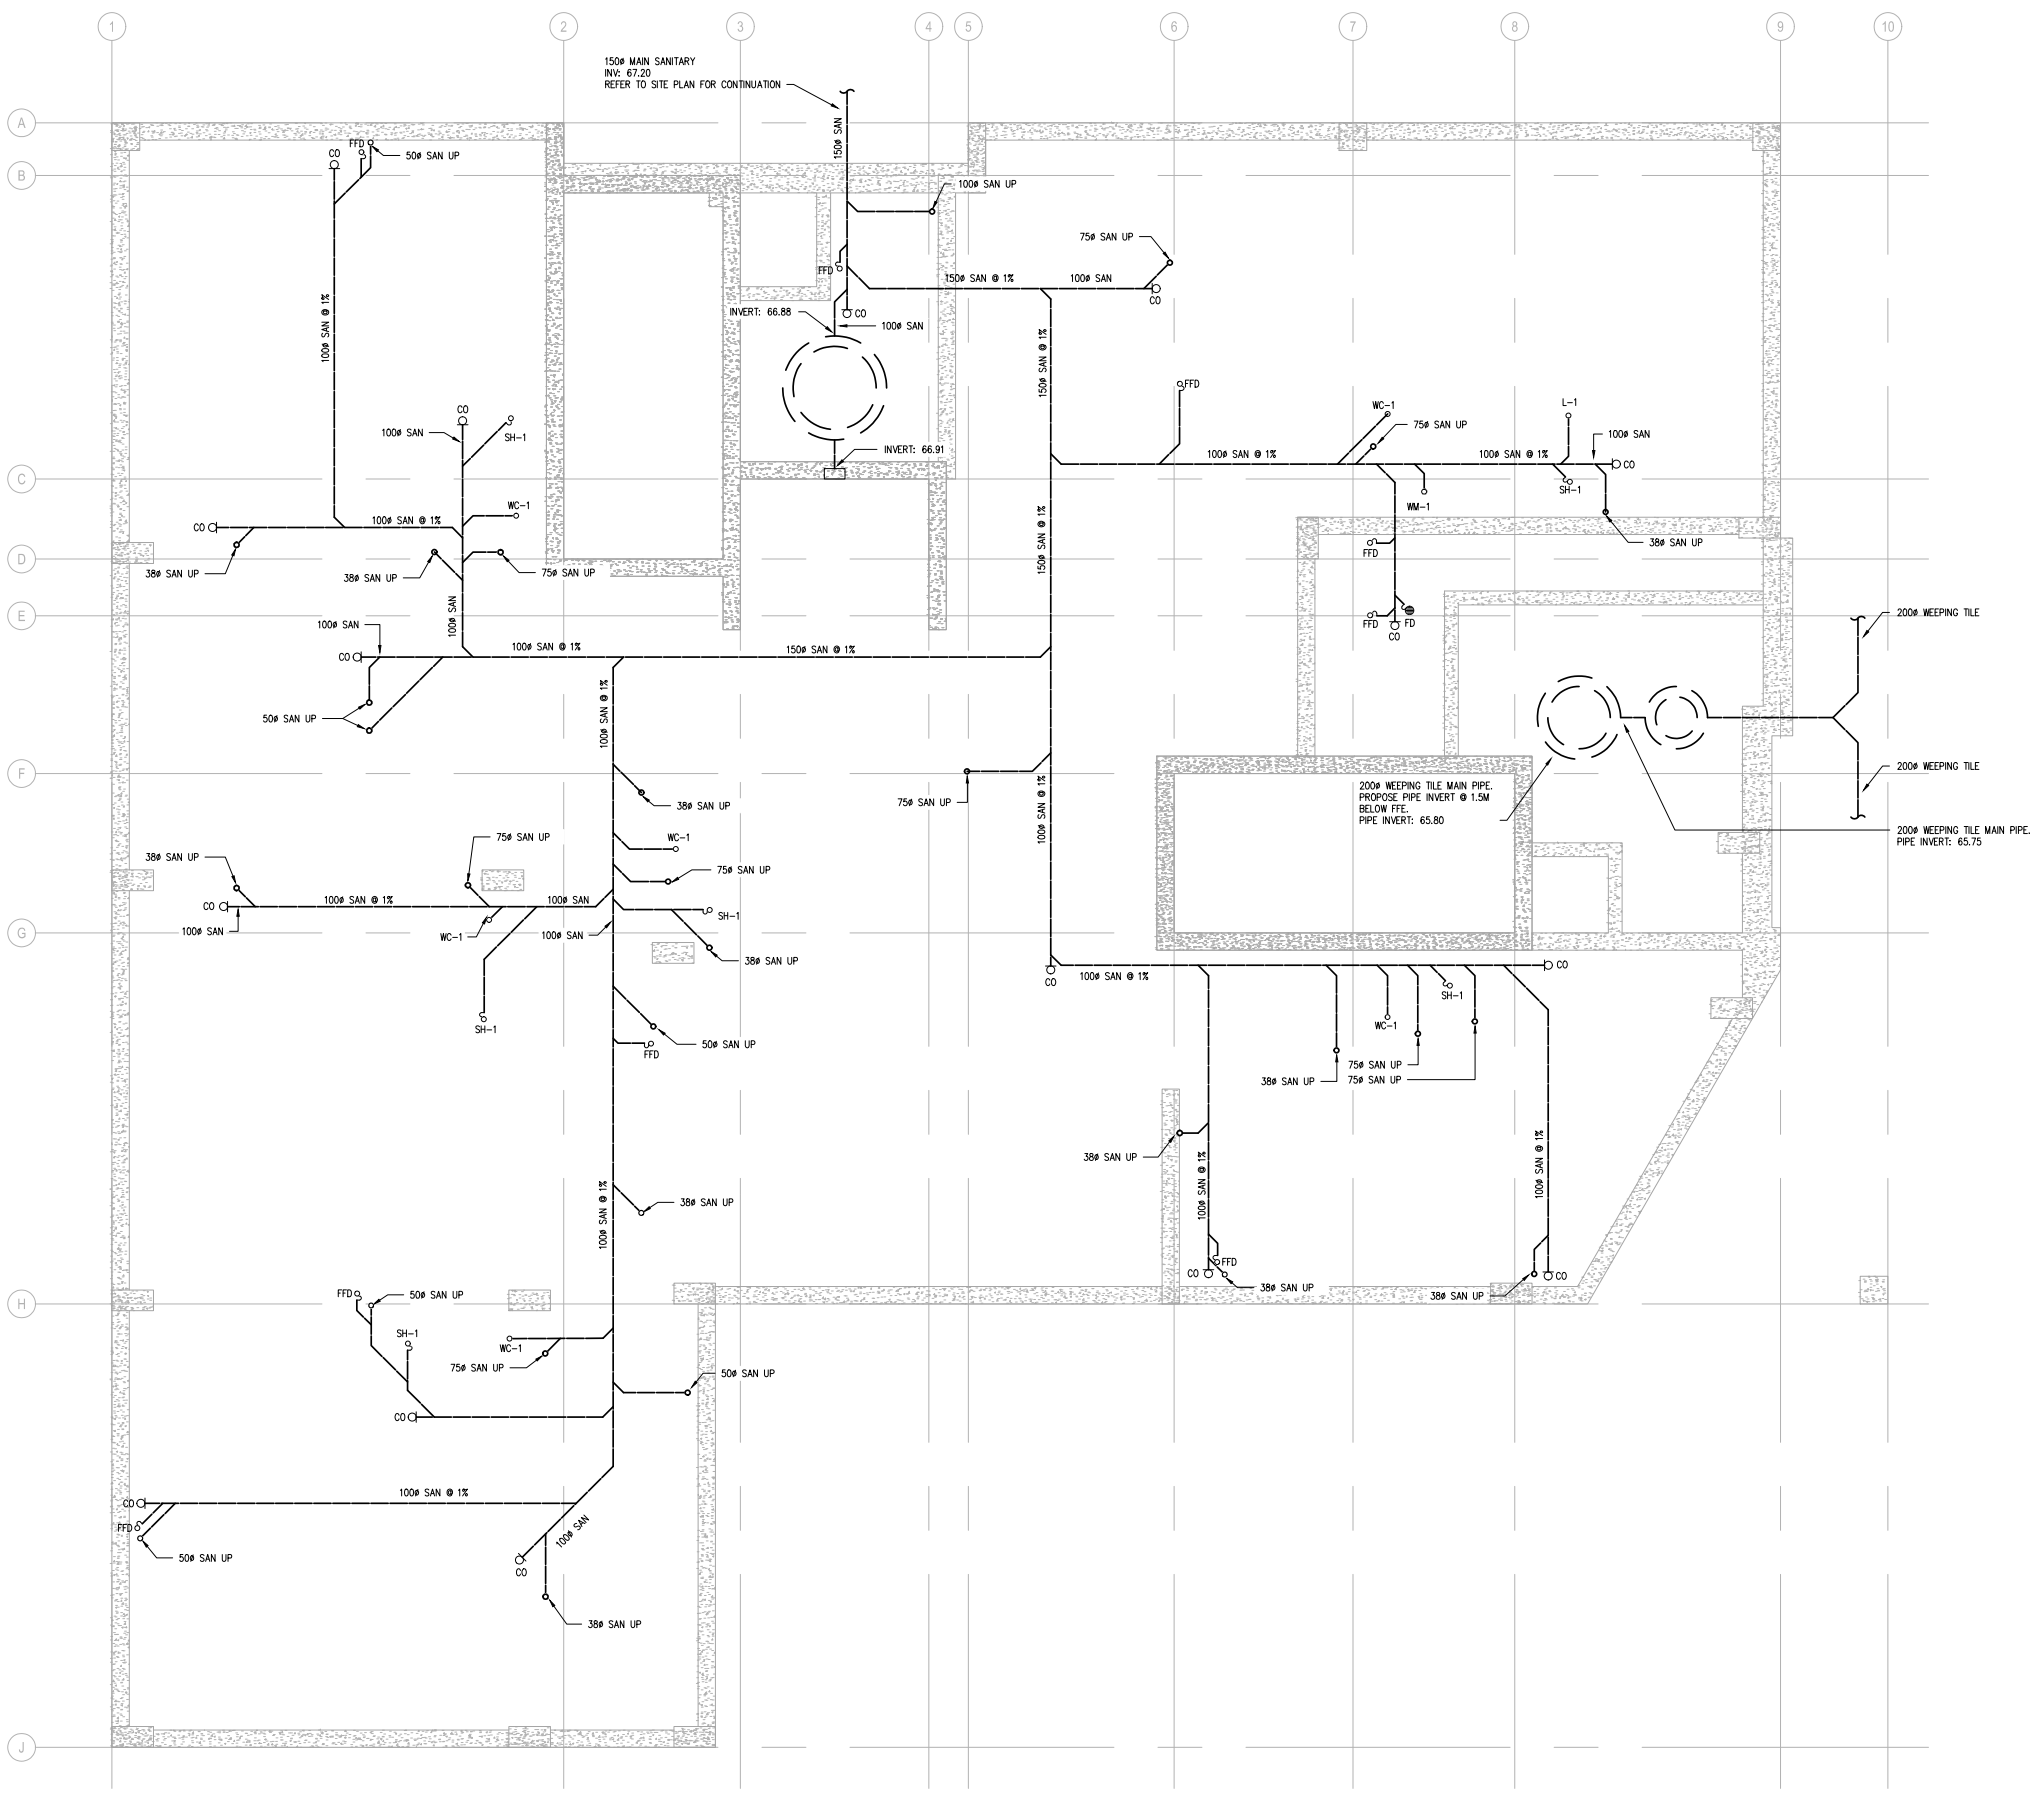 1
2
3
4
5
6
7
8
9
10
150ø MAIN SANITARY
INV: 67.20
REFER TO SITE PLAN FOR CONTINUATION
A
150ø SAN
FFD
CO
50ø SAN UP
B
100ø SAN UP
75ø SAN UP
FFD
150ø SAN @ 1%
100ø SAN
CO
INVERT: 66.88
CO
100ø SAN
100ø SAN @ 1%
150ø SAN @ 1%
FFD
CO
100ø SAN
SH-1
WC-1
75ø SAN UP
L-1
100ø SAN
INVERT: 66.91
100ø SAN @ 1%
100ø SAN @ 1%
CO
C
SH-1
WM-1
WC-1
CO
100ø SAN @ 1%
150ø SAN @ 1%
38ø SAN UP
FFD
D
38ø SAN UP
38ø SAN UP
75ø SAN UP
100ø SAN
E
100ø SAN
FFD
FD
CO
200ø WEEPING TILE
CO
100ø SAN @ 1%
150ø SAN @ 1%
100ø SAN @ 1%
50ø SAN UP
F
200ø WEEPING TILE
200ø WEEPING TILE MAIN PIPE.
PROPOSE PIPE INVERT @ 1.5M
BELOW FFE.
PIPE INVERT: 65.80
75ø SAN UP
100ø SAN @ 1%
38ø SAN UP
200ø WEEPING TILE MAIN PIPE.
PIPE INVERT: 65.75
75ø SAN UP
WC-1
38ø SAN UP
75ø SAN UP
100ø SAN @ 1%
100ø SAN
CO
SH-1
G
100ø SAN
WC-1
100ø SAN
38ø SAN UP
CO
100ø SAN @ 1%
CO
SH-1
SH-1
WC-1
50ø SAN UP
FFD
75ø SAN UP
38ø SAN UP
75ø SAN UP
38ø SAN UP
100ø SAN @ 1%
100ø SAN @ 1%
100ø SAN @ 1%
38ø SAN UP
FFD
CO
38ø SAN UP
CO
38ø SAN UP
H
FFD
50ø SAN UP
SH-1
WC-1
75ø SAN UP
50ø SAN UP
CO
100ø SAN @ 1%
CO
FFD
50ø SAN UP
100ø SAN
CO
38ø SAN UP
J